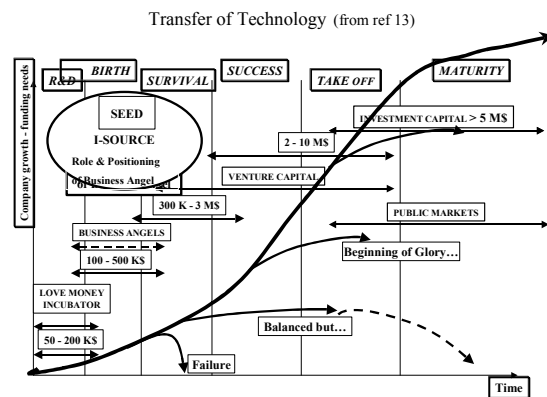 Transfer of Technology (from ref 13)
Company growth - funding needs
R&D
BIRTH
SURVIVAL
SUCCESS
TAKE OFF
MATURITY
SEED
I-SOURCE
Role & Positioning
of Business Angel
INVESTMENT CAPITAL > 5 M$
2 - 10 M$
VENTURE CAPITAL
300 K - 3 M$
PUBLIC MARKETS
BUSINESS ANGELS
100 - 500 K$
Beginning of Glory...
LOVE MONEY
INCUBATOR
50 - 200 K$
Balanced but...
Failure
Time